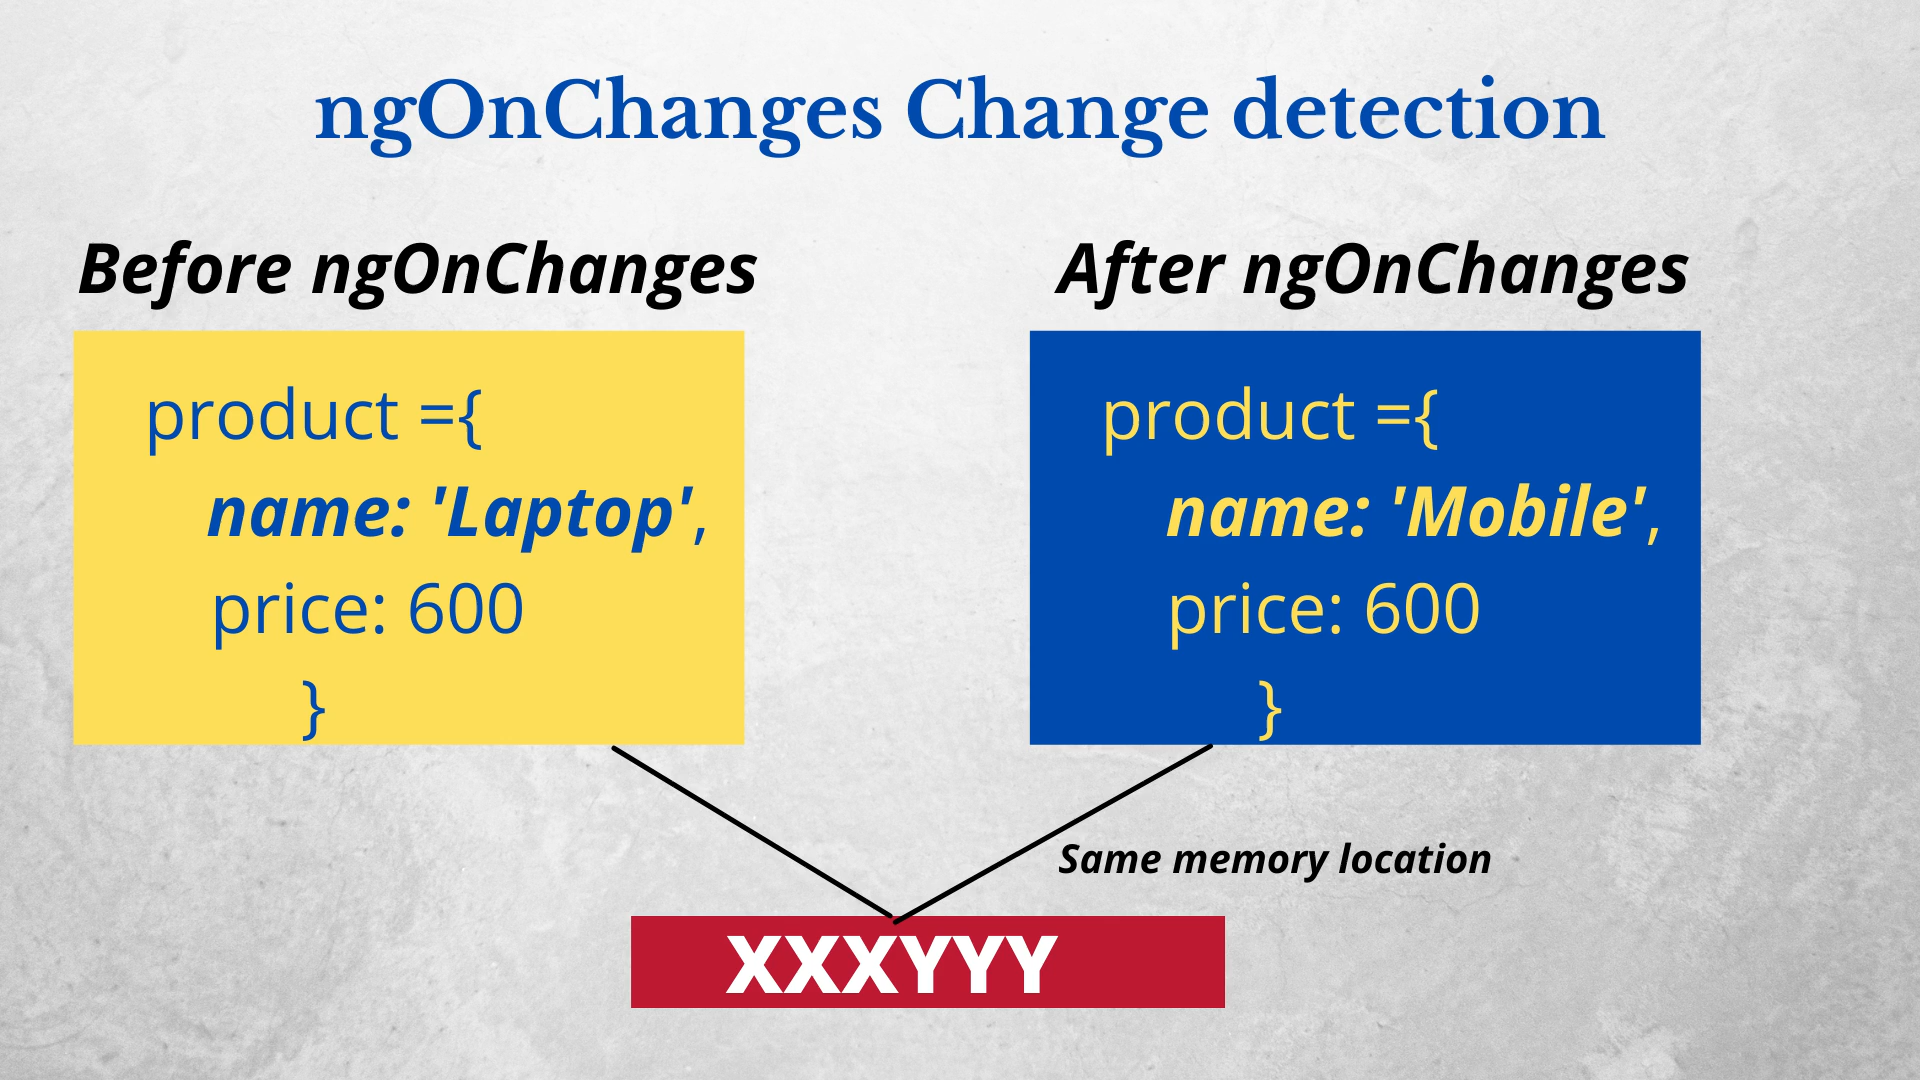 ngOnChanges Change detection
Before ngOnChanges
product ={
name: 'Laptop',
price: 600
}
After ngOnChanges
product ={
name: 'Mobile',
price: 600
}
Same memory location
XXXYYY